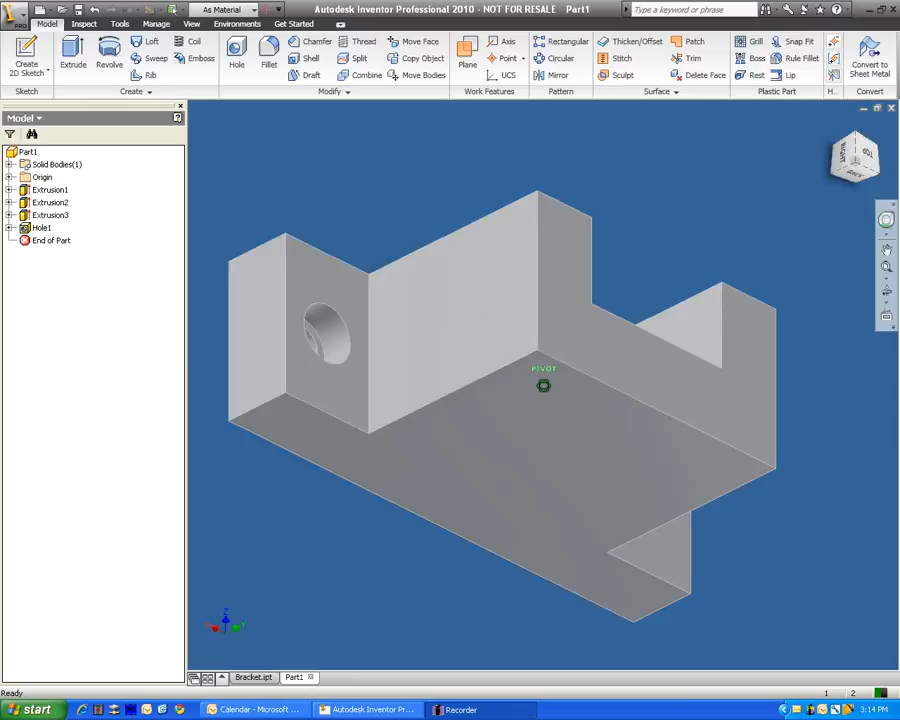 Autodesk Inventor Professional 2010 - NOT FOR RESALE Part1
As Material
Type a keyword or phrase
PRO
Model Inspect Tools Manage View Environments Get Started
Create 2D Sketch
Extrude
Revolve
Loft
Sweep
Rib
Coil
Emboss
Hole
Fillet
Chamfer
Shell
Draft
Thread
Split
Combine
Move Face
Copy Object
Move Bodies
Plane
Axis
Point
UCS
Rectangular
Circular
Mirror
Thicken/Offset
Stitch
Sculpt
Patch
Trim
Delete Face
Grill
Boss
Rest
Snap Fit
Rule Fillet
Lip
Convert to Sheet Metal
Sketch
Create
Modify
Work Features
Pattern
Surface
Plastic Part
H...
Convert
Model
Part1
Solid Bodies(1)
Origin
Extrusion1
Extrusion2
Extrusion3
Hole1
End of Part
RIGHT
BACK
PIVOT
Z
Bracket.ipt
Part1
Ready
1 2
start
Calendar - Microsoft ...
Autodesk Inventor Pr...
Recorder
3:14 PM